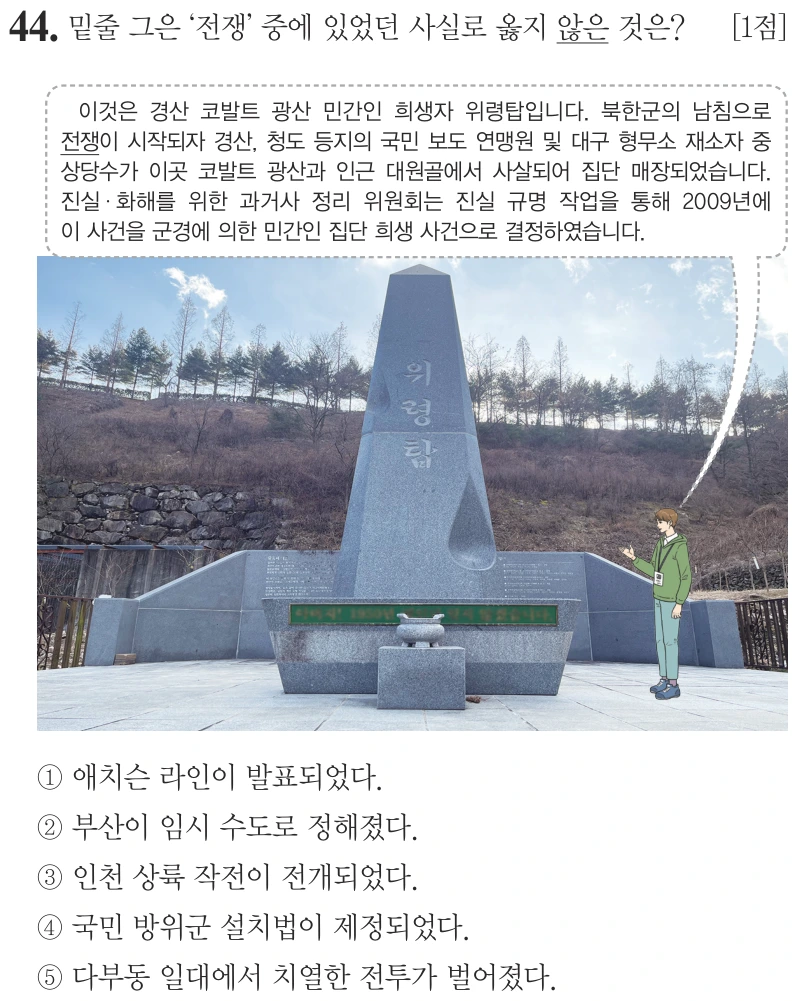 44. 밑줄 그은 ‘전쟁’ 중에 있었던 사실로 옳지 않은 것은? [1점]
이것은 경산 코발트 광산 민간인 희생자 위령탑입니다. 북한군의 남침으로
전쟁이 시작되자 경산, 청도 등지의 국민 보도 연맹원 및 대구 형무소 재소자 중
상당수가 이곳 코발트 광산과 인근 대원골에서 사살되어 집단 매장되었습니다.
진실·화해를 위한 과거사 정리 위원회는 진실 규명 작업을 통해 2009년에
이 사건을 군경에 의한 민간인 집단 희생 사건으로 결정하였습니다.
위
령
탑
① 애치슨 라인이 발표되었다.
② 부산이 임시 수도로 정해졌다.
③ 인천 상륙 작전이 전개되었다.
④ 국민 방위군 설치법이 제정되었다.
⑤ 다부동 일대에서 치열한 전투가 벌어졌다.